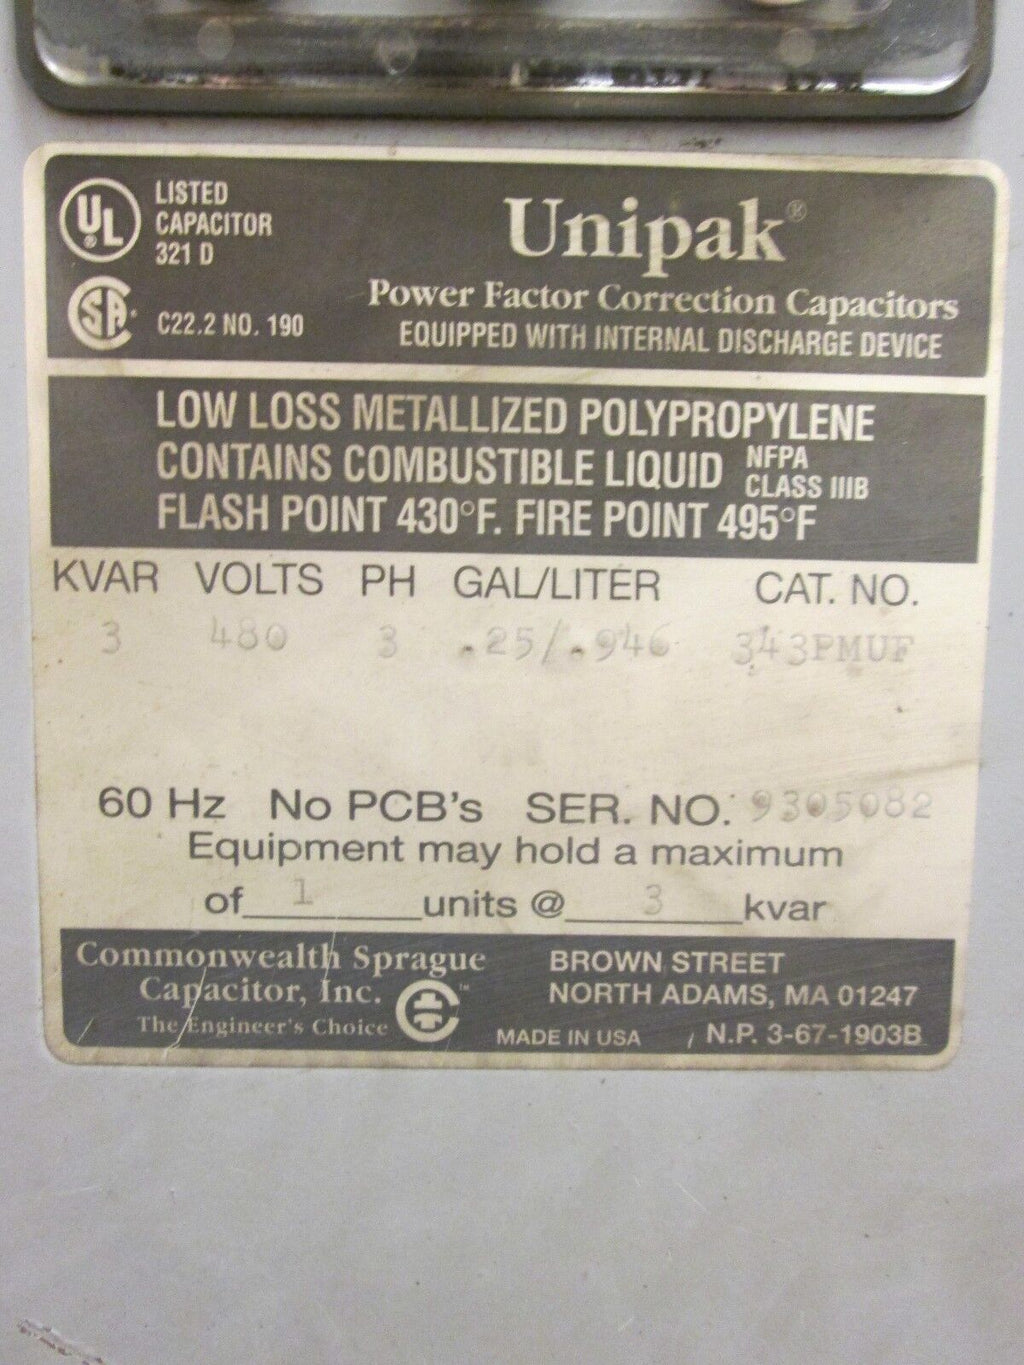 UL ®
LISTED
CAPACITOR
321 D
SA ®
C22.2 NO. 190
Unipak®
Power Factor Correction Capacitors
EQUIPPED WITH INTERNAL DISCHARGE DEVICE
LOW LOSS METALLIZED POLYPROPYLENE
CONTAINS COMBUSTIBLE LIQUID NFPA CLASS IIIB
FLASH POINT 430°F. FIRE POINT 495°F
KVAR VOLTS PH GAL/LITER CAT. NO.
3 480 3 .25/.946 343PMUF
60 Hz No PCB's SER. NO. 9305082
Equipment may hold a maximum
of 1 units @ 3 kvar
Commonwealth Sprague
Capacitor, Inc.
The Engineer's Choice
™
BROWN STREET
NORTH ADAMS, MA 01247
MADE IN USA N.P. 3-67-1903B